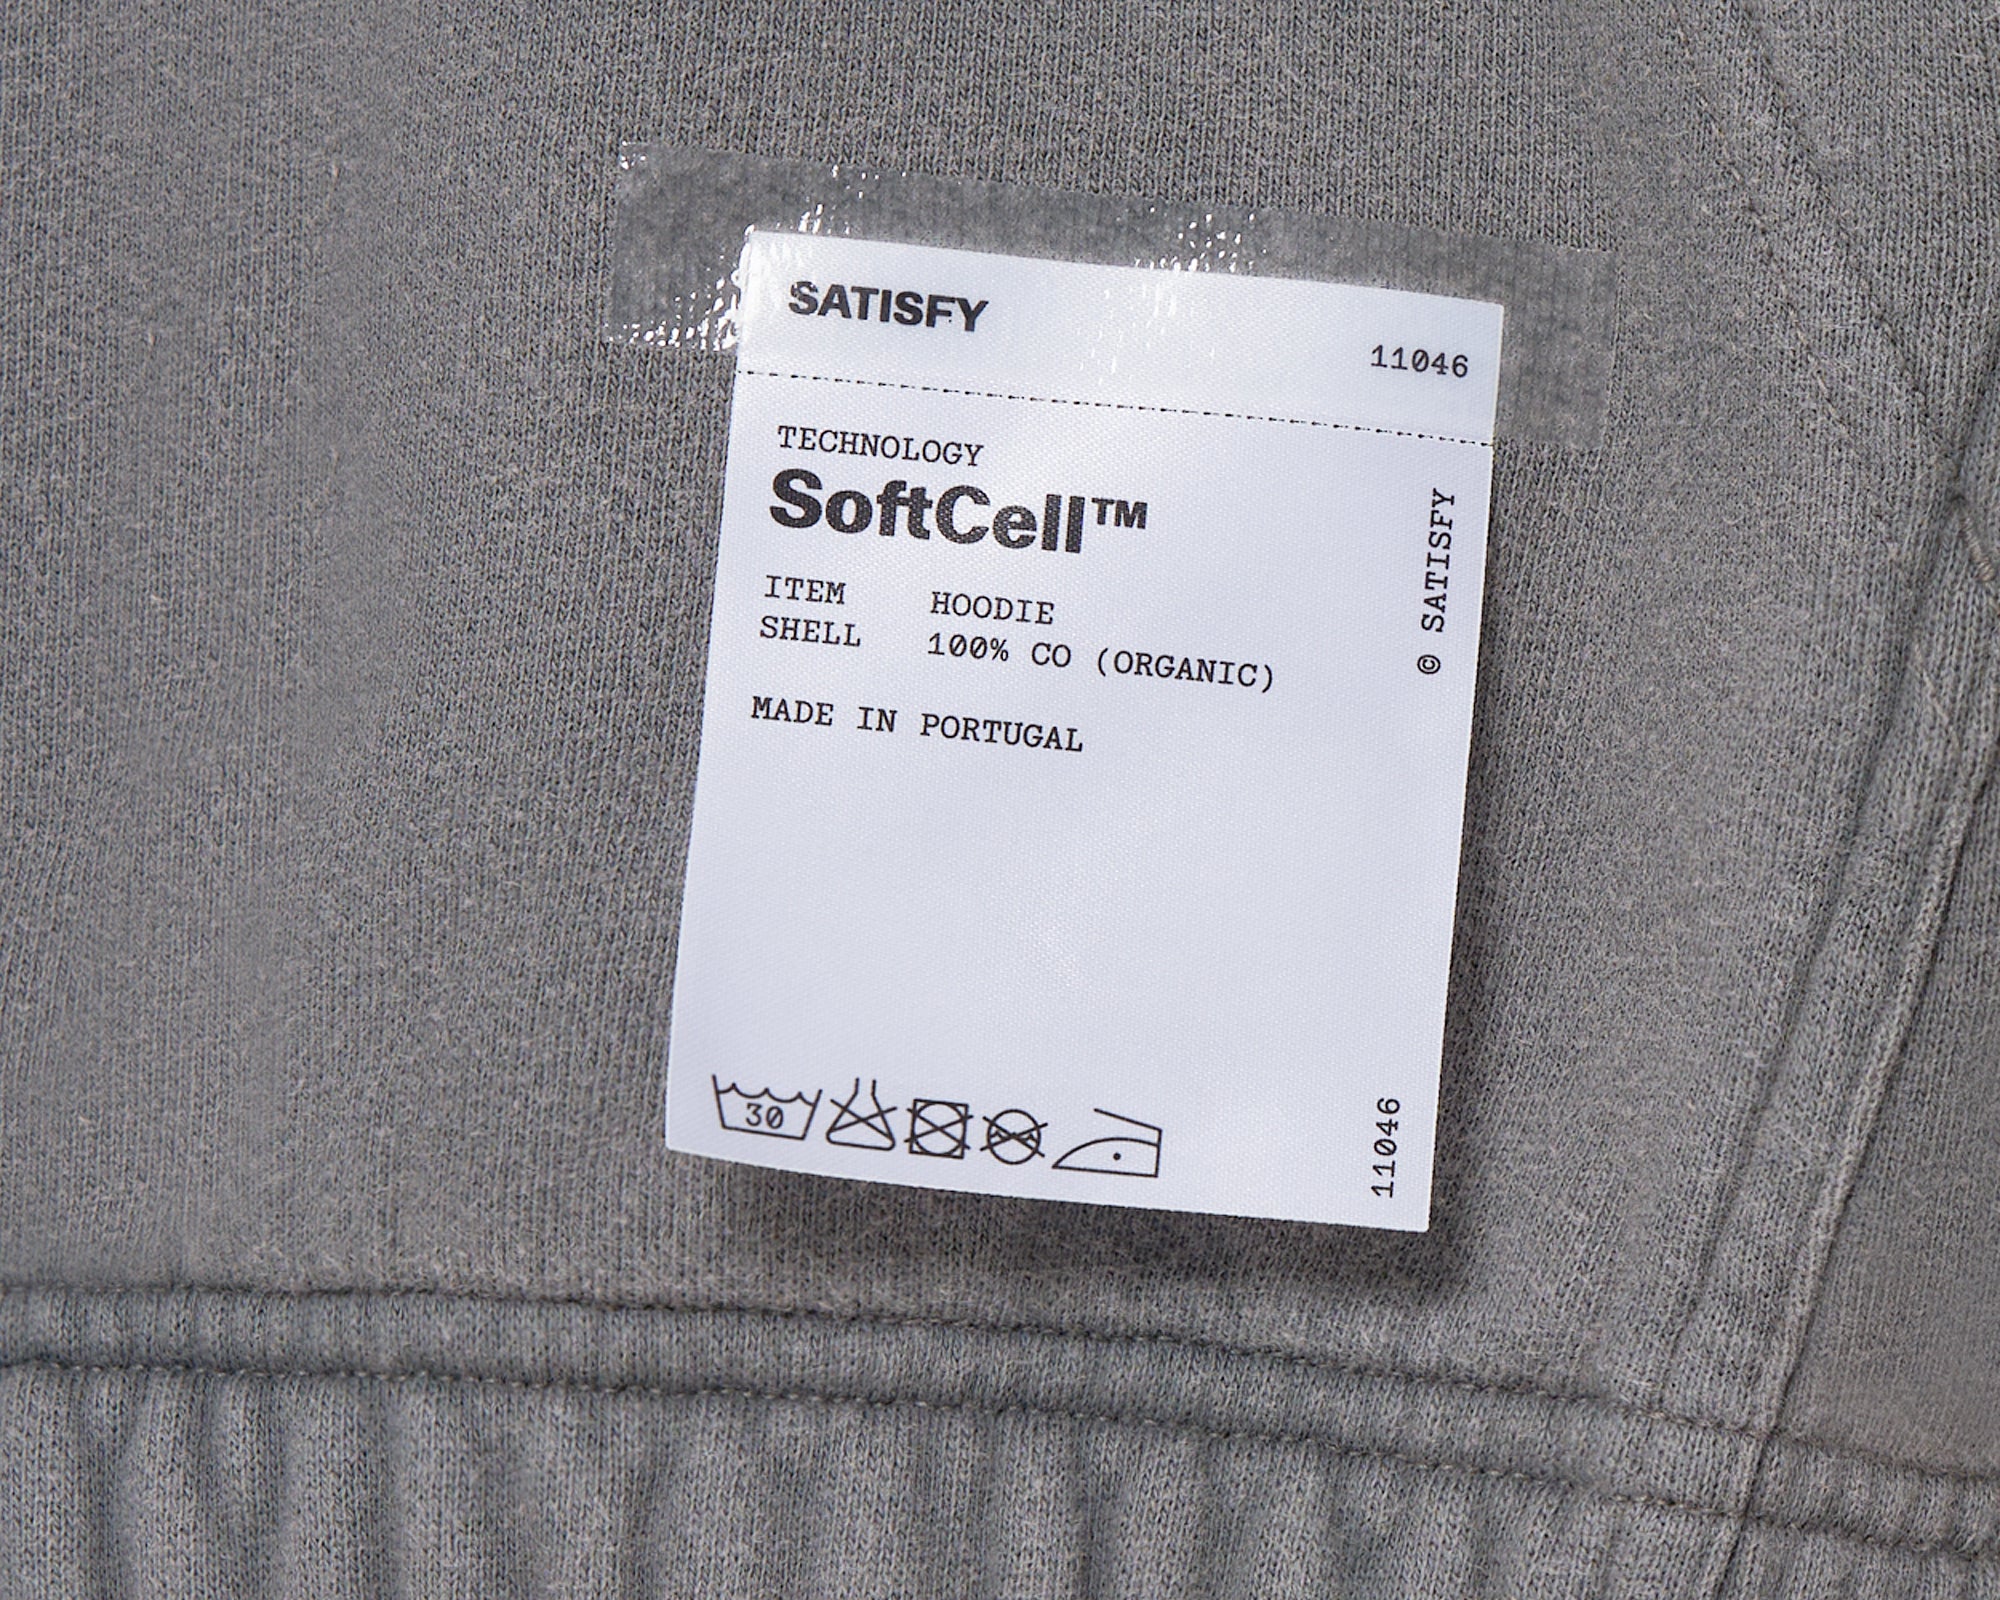 SATISFY
11046
TECHNOLOGY
SoftCell™
ITEM HOODIE
SHELL 100% CO (ORGANIC)
MADE IN PORTUGAL
© SATISFY
30
11046